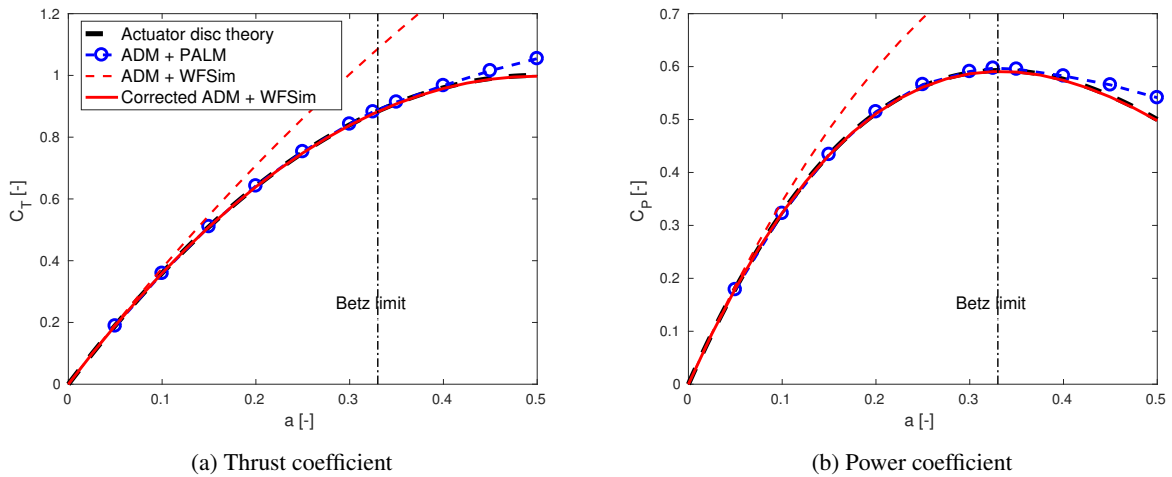 1.2
1
0.8
0.6
0.4
0.2
0
0 0.1 0.2 0.3 0.4 0.5
C_T [-]
a [-]
Actuator disc theory
ADM + PALM
ADM + WFSim
Corrected ADM + WFSim
Betz limit
(a) Thrust coefficient
0.7
0.6
0.5
0.4
0.3
0.2
0.1
0
0 0.1 0.2 0.3 0.4 0.5
C_P [-]
a [-]
Betz limit
(b) Power coefficient